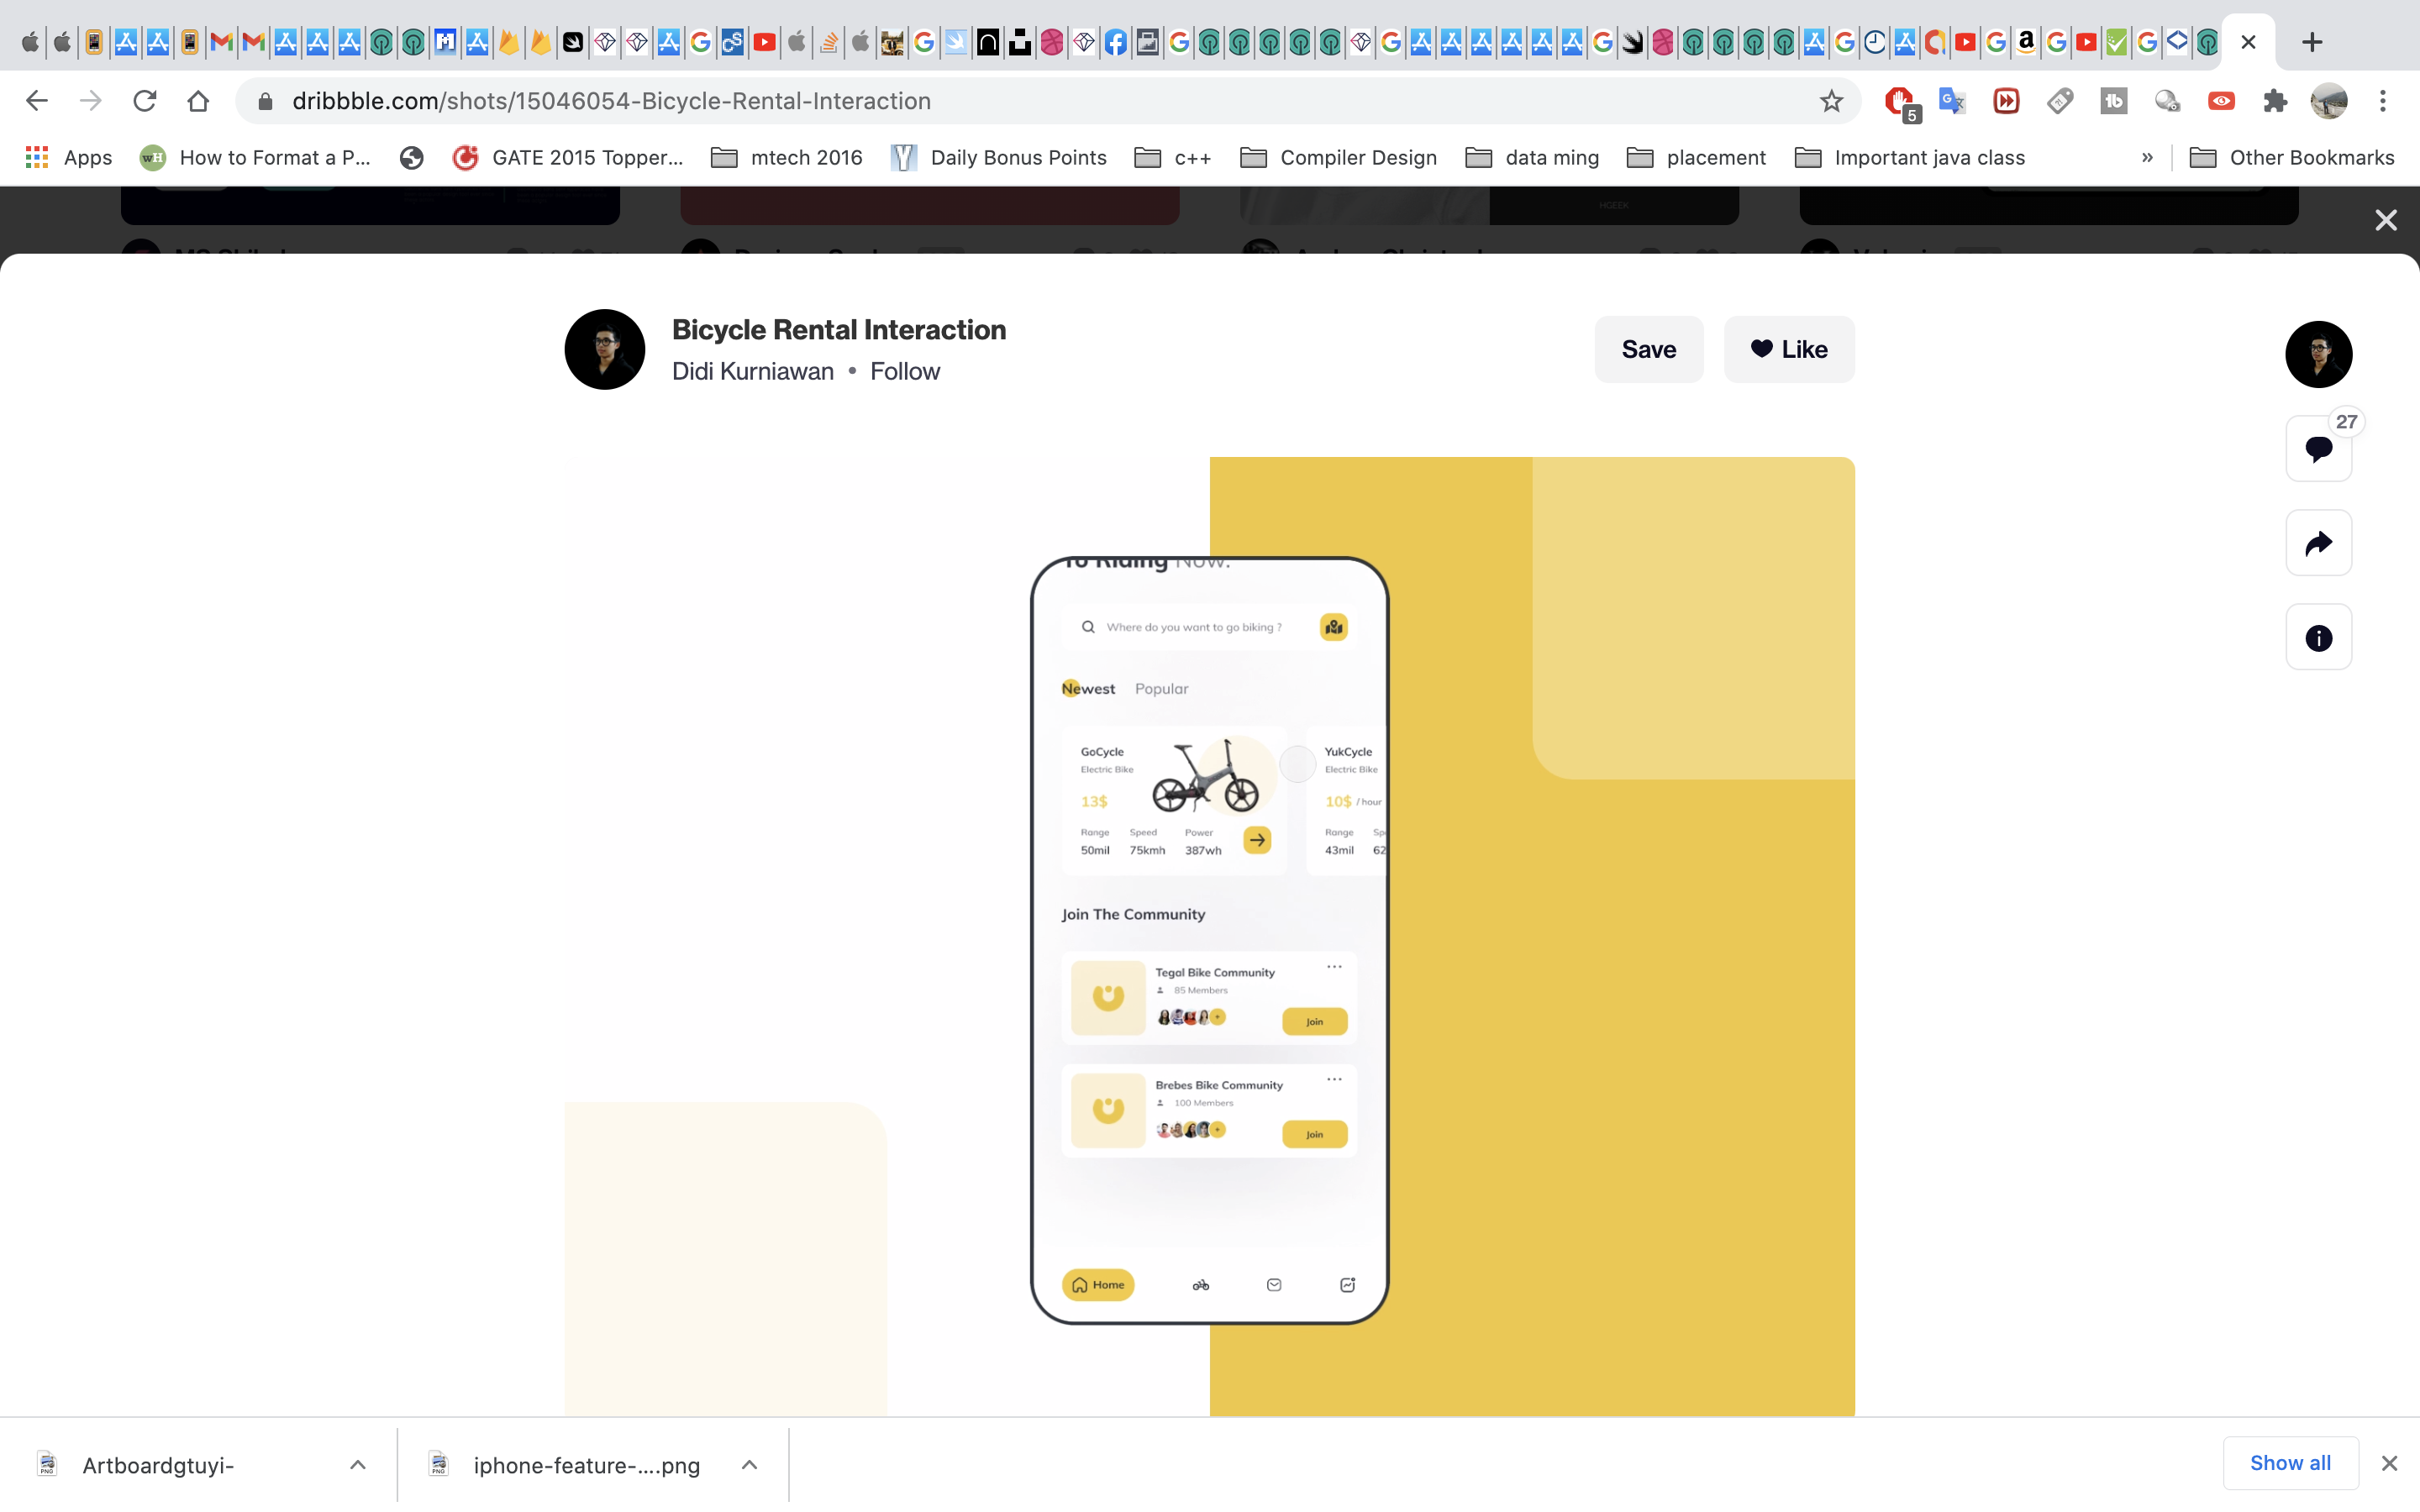 dribbble.com/shots/15046054-Bicycle-Rental-Interaction
5
Apps
How to Format a P...
GATE 2015 Topper...
mtech 2016
Daily Bonus Points
c++
Compiler Design
data ming
placement
Important java class
»
Other Bookmarks
HGEEK
Bicycle Rental Interaction
Didi Kurniawan • Follow
Save
Like
27
To Riding Now.
Where do you want to go biking ?
Newest Popular
GoCycle
Electric Bike
13$
Range Speed Power
50mil 75kmh 387wh
YukCycle
Electric Bike
10$ / hour
Range
43mil 62
Join The Community
Tegal Bike Community
85 Members
Join
Brebes Bike Community
100 Members
Join
Home
Artboardgtuyi-
iphone-feature-....png
Show all